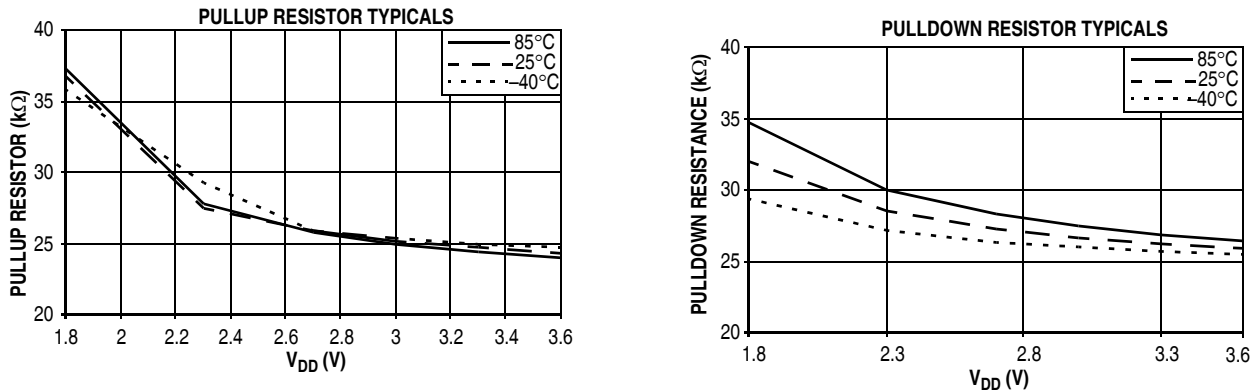 PULLUP RESISTOR TYPICALS
PULLUP RESISTOR (kΩ)
40
35
30
25
20
85°C
25°C
–40°C
1.8 2 2.2 2.4 2.6 2.8 3 3.2 3.4 3.6
VDD (V)
PULLDOWN RESISTOR TYPICALS
PULLDOWN RESISTANCE (kΩ)
40
35
30
25
20
85°C
25°C
–40°C
1.8 2.3 2.8 3.3 3.6
VDD (V)